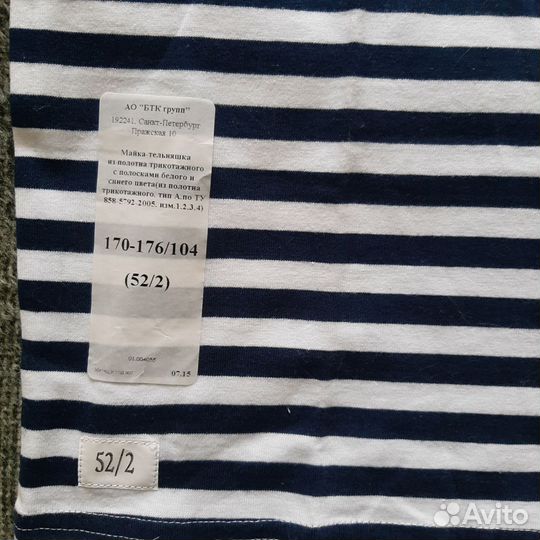 АО "БТК групп"
192241, Санкт-Петербург
Пражская 10
Майка-тельняшка
из полотна трикотажного
с полосками белого и
синего цвета(из полотна
трикотажного, тип А.по ТУ
858-5792-2005. изм.1,2,3,4)
170-176/104
(52/2)
01.004055
07.15
52/2
Avito